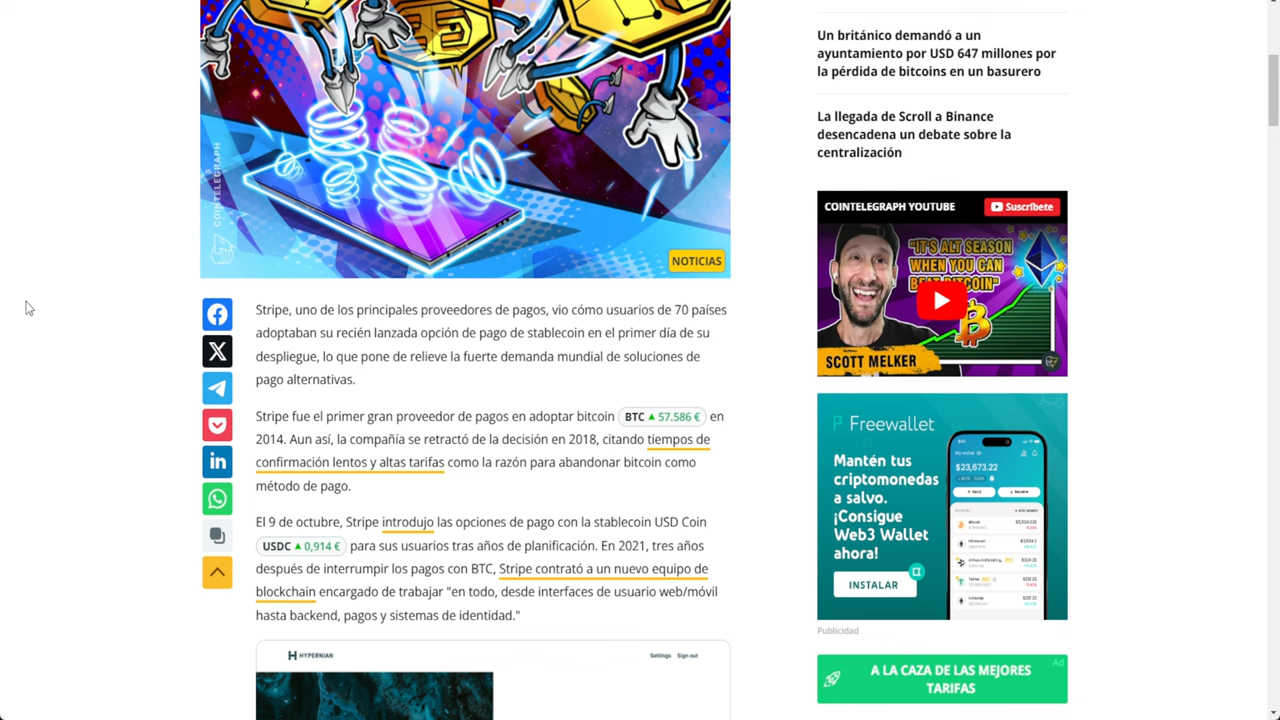 COINTELEGRAPH
NOTICIAS
Stripe, uno de los principales proveedores de pagos, vio cómo usuarios de 70 países
adoptaban su recién lanzada opción de pago de stablecoin en el primer día de su
despliegue, lo que pone de relieve la fuerte demanda mundial de soluciones de
pago alternativas.
Stripe fue el primer gran proveedor de pagos en adoptar bitcoin BTC ▲ 57.586 € en
2014. Aun así, la compañía se retractó de la decisión en 2018, citando tiempos de
confirmación lentos y altas tarifas como la razón para abandonar bitcoin como
método de pago.
El 9 de octubre, Stripe introdujo las opciones de pago con la stablecoin USD Coin
USDC ▲ 0,914 € para sus usuarios tras años de planificación. En 2021, tres años
después de interrumpir los pagos con BTC, Stripe contrató a un nuevo equipo de
blockchain encargado de trabajar "en todo, desde interfaces de usuario web/móvil
hasta backend, pagos y sistemas de identidad."
HYPERNIAN
Settings Sign out
Un británico demandó a un
ayuntamiento por USD 647 millones por
la pérdida de bitcoins en un basurero
La llegada de Scroll a Binance
desencadena un debate sobre la
centralización
COINTELEGRAPH YOUTUBE
Suscríbete
"IT'S ALT SEASON
WHEN YOU CAN
BEAT BITCOIN"
SCOTT MELKER
Freewallet
Mantén tus
criptomonedas
a salvo.
¡Consigue
Web3 Wallet
ahora!
INSTALAR
$23,673.22
Publicidad
Ad
A LA CAZA DE LAS MEJORES
TARIFAS